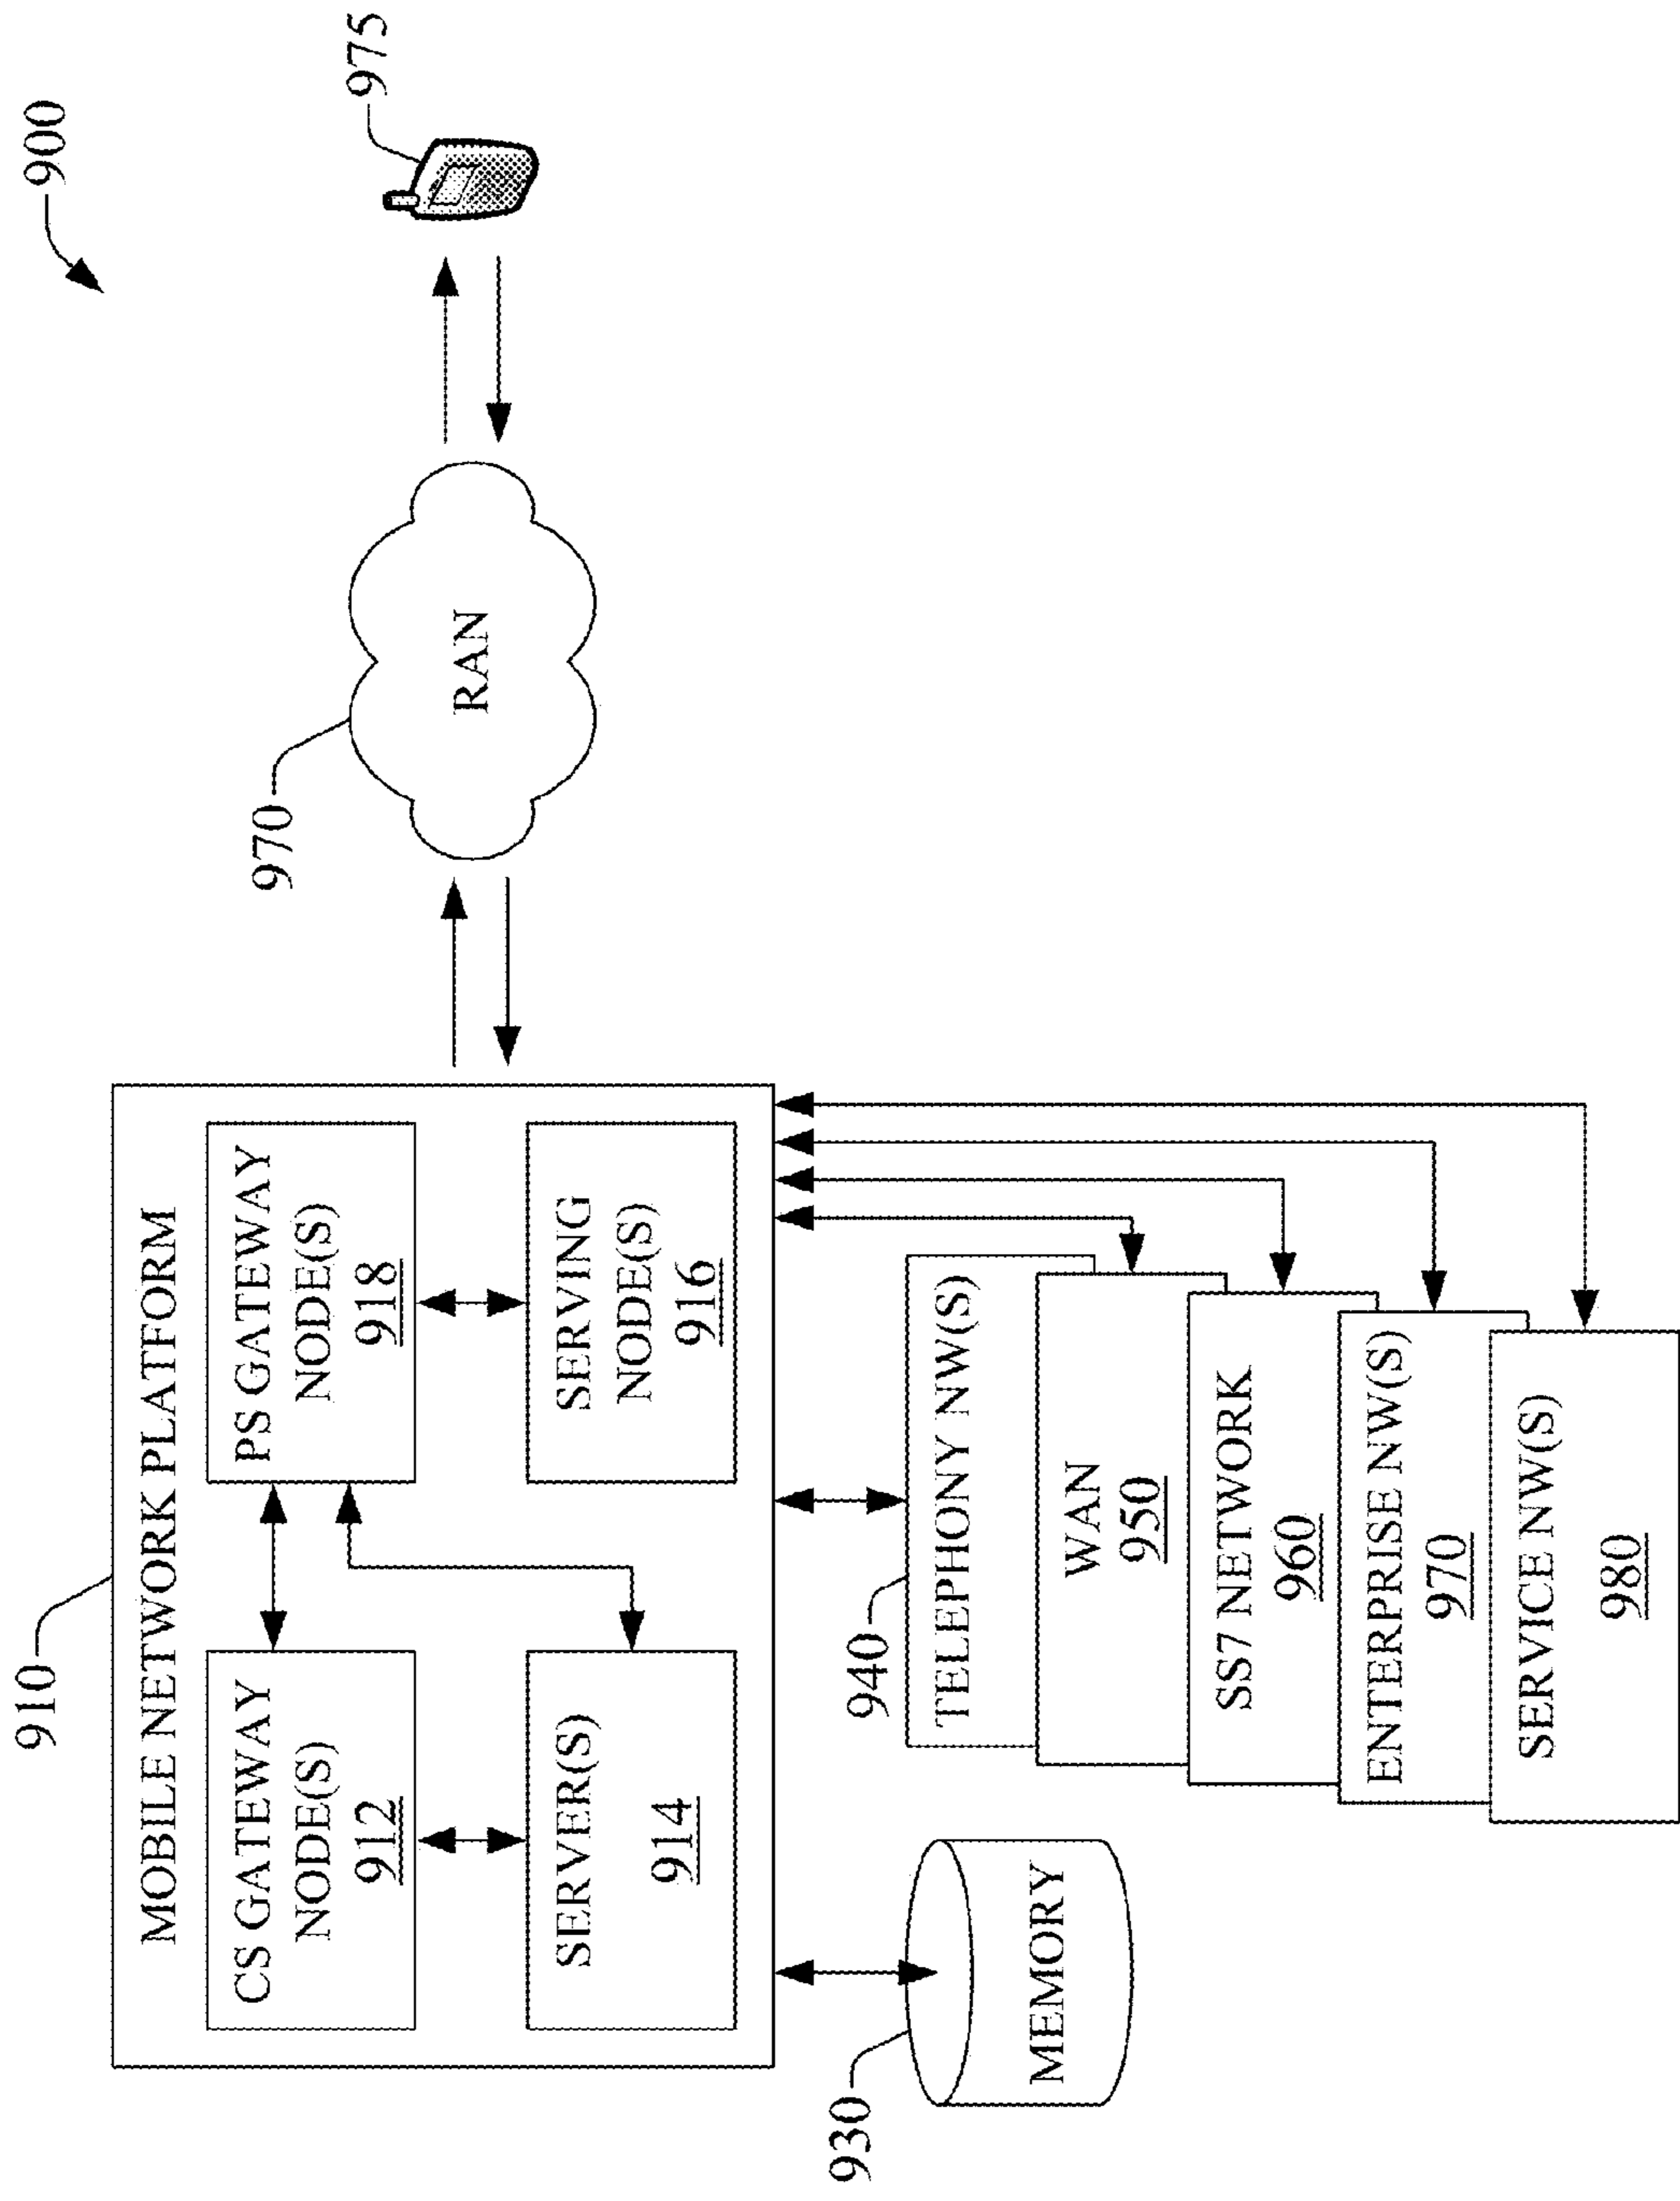 900
910
MOBILE NETWORK PLATFORM
CS GATEWAY
NODE(S)
912
PS GATEWAY
NODE(S)
918
SERVER(S)
914
SERVING
NODE(S)
916
970
RAN
975
930
MEMORY
940
TELEPHONY NW(S)
WAN
950
SS7 NETWORK
960
ENTERPRISE NW(S)
970
SERVICE NW(S)
980